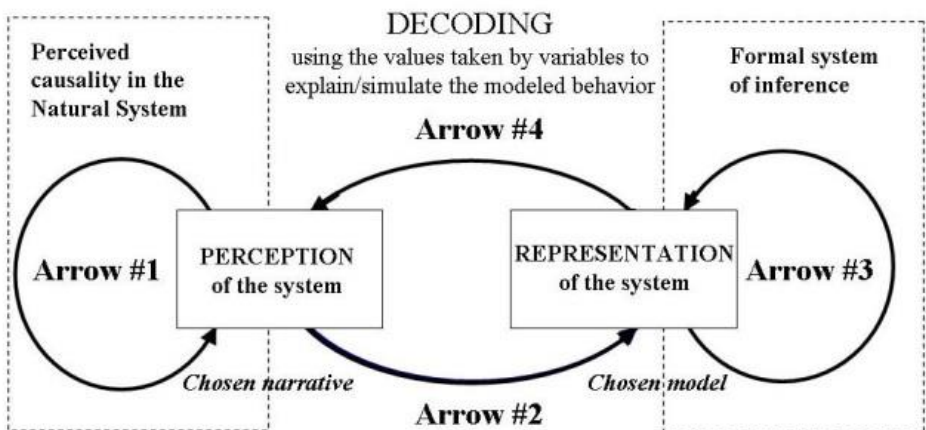 DECODING
using the values taken by variables to
explain/simulate the modeled behavior
Perceived
causality in the
Natural System
Formal system
of inference
Arrow #4
Arrow #1
PERCEPTION
of the system
REPRESENTATION
of the system
Arrow #3
Chosen narrative
Chosen model
Arrow #2